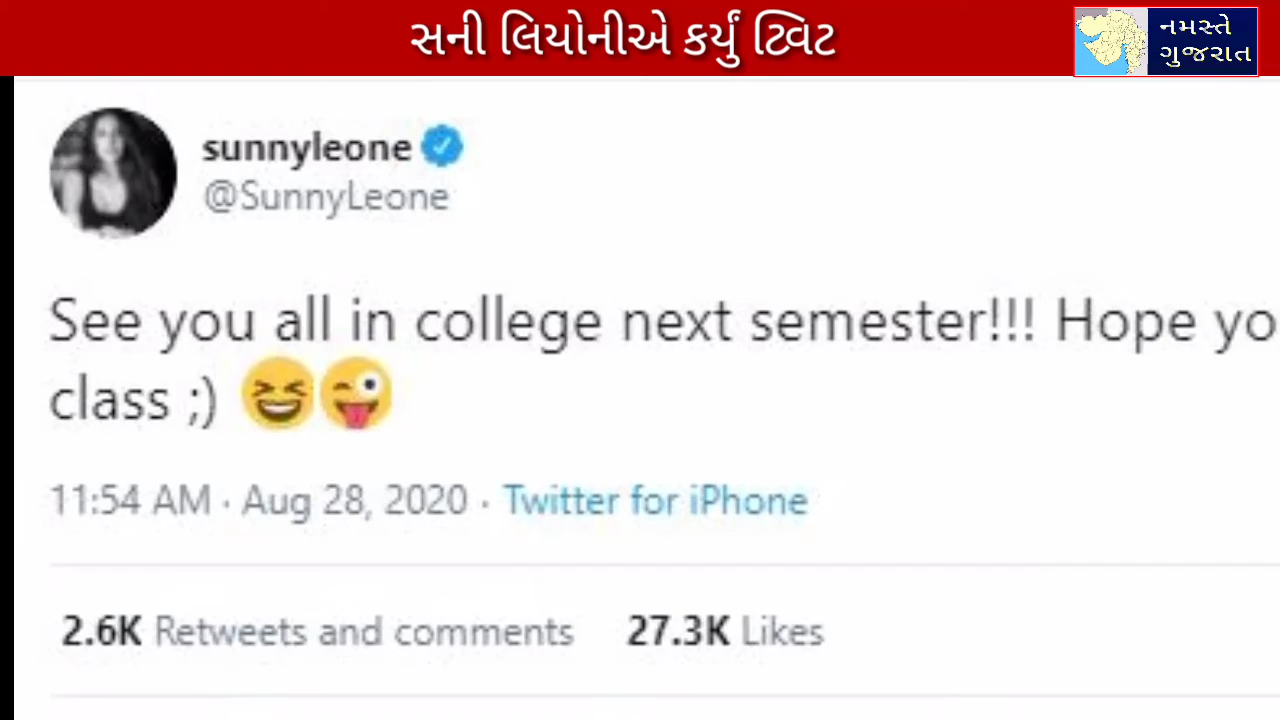 સની લિયોનીએ કર્યું ટ્વિટ
નમસ્તે
ગુજરાત
sunnyleone
@SunnyLeone
See you all in college next semester!!! Hope yo
class ;) 😆😜
11:54 AM · Aug 28, 2020 · Twitter for iPhone
2.6K Retweets and comments 27.3K Likes